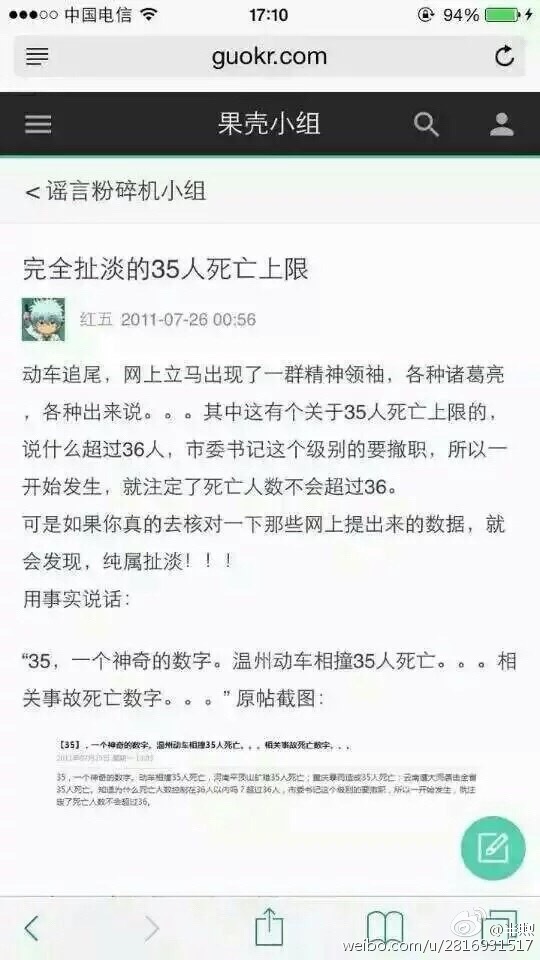 中国电信
17:10
94%
guokr.com
果壳小组
< 谣言粉碎机小组
完全扯淡的35人死亡上限
红五 2011-07-26 00:56
动车追尾，网上立马出现了一群精神领袖，各种诸葛亮
，各种出来说。。。其中这有个关于35人死亡上限的，
说什么超过36人，市委书记这个级别的要撤职，所以一
开始发生，就注定了死亡人数不会超过36。
可是如果你真的去核对一下那些网上提出来的数据，就
会发现，纯属扯淡！！！
用事实说话：
“35，一个神奇的数字。温州动车相撞35人死亡。。。相
关事故死亡数字。。。” 原帖截图：
【35】，一个神奇的数字。温州动车相撞35人死亡。。。相关事故死亡数字。。。
35，一个神奇的数字。动车相撞35人死亡，河南平顶山矿难35人死亡；重庆暴雨造成35人死亡；云南
35人死亡。知道为什么死亡人数控制在36人以内吗？超过36人，市委书记这个级别的要撤职，所以一开始发生，就注
定了死亡人数不会超过36。
weibo.com/u/2816931517